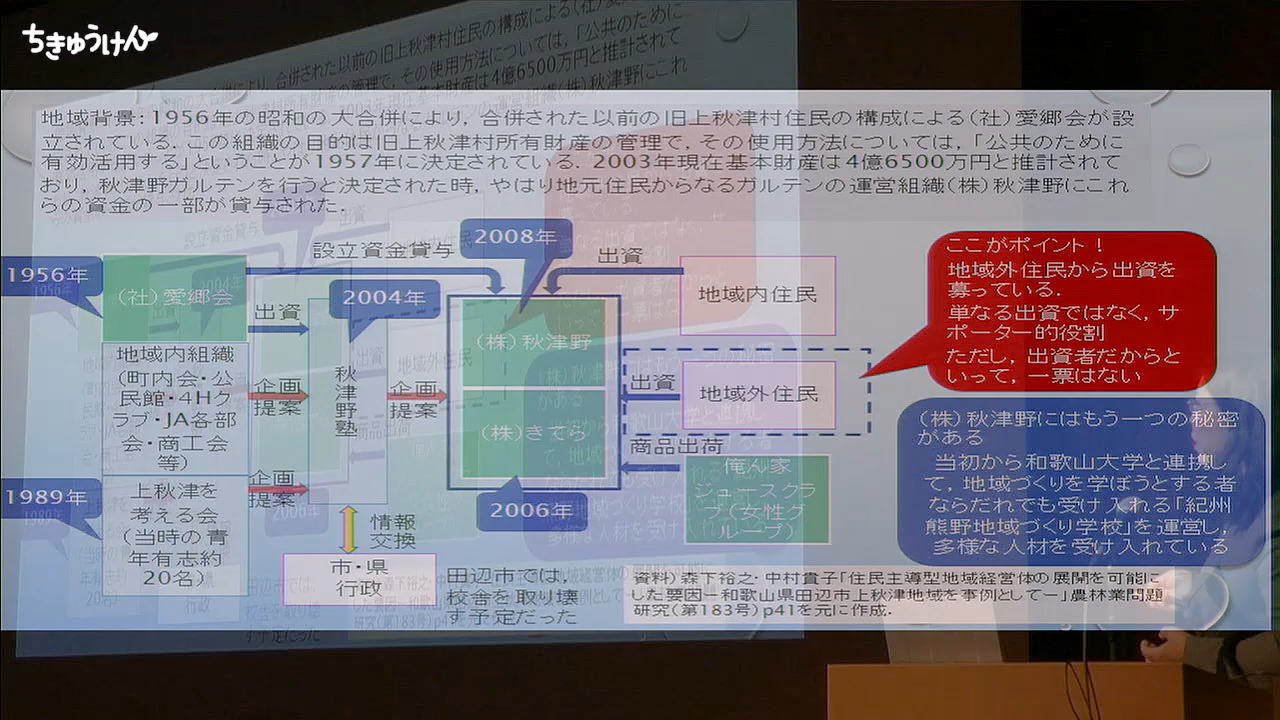 ちきゅうけん
地域背景：1956年の昭和の大合併により，合併された以前の旧上秋津村住民の構成による（社）愛郷会が設
立されている．この組織の目的は旧上秋津村所有財産の管理で，その使用方法については，「公共のために
有効活用する」ということが1957年に決定されている．2003年現在基本財産は4億6500万円と推計されて
おり，秋津野ガルテンを行うと決定された時，やはり地元住民からなるガルテンの運営組織（株）秋津野にこれ
らの資金の一部が貸与された．
1956年
（社）愛郷会
設立資金貸与
2008年
出資
地域内住民
出資
2004年
（株）秋津野
地域内組織
（町内会・公
民館・4Hク
ラブ・JA各部
会・商工会
等）
企画
提案
秋津野塾
企画
提案
出資
地域外住民
（株）きてら
商品出荷
俺ん家
ジュースクラ
ブ（女性グ
ループ）
1989年
上秋津を
考える会
（当時の青
年有志約
20名）
企画
提案
2006年
情報
交換
市・県
行政
田辺市では，
校舎を取り壊
す予定だった
ここがポイント！
地域外住民から出資を
募っている．
単なる出資ではなく，サ
ポーター的役割
ただし，出資者だからと
いって，一票はない
（株）秋津野にはもう一つの秘密
がある
当初から和歌山大学と連携し
て，地域づくりを学ぼうとする者
ならだれでも受け入れる「紀州
熊野地域づくり学校」を運営し，
多様な人材を受け入れている
資料）森下裕之・中村貴子「住民主導型地域経営体の展開を可能に
した要因－和歌山県田辺市上秋津地域を事例として－」農林業問題
研究（第183号）p41を元に作成．